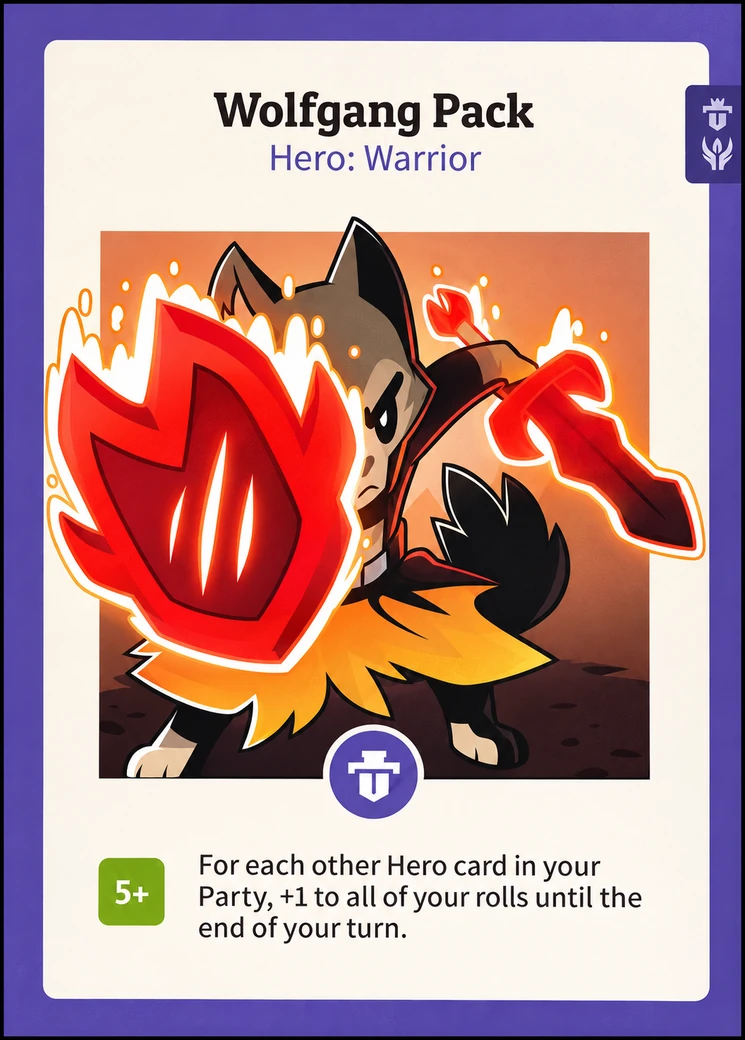 Wolfgang Pack
Hero: Warrior
5+
For each other Hero card in your
Party, +1 to all of your rolls until the
end of your turn.